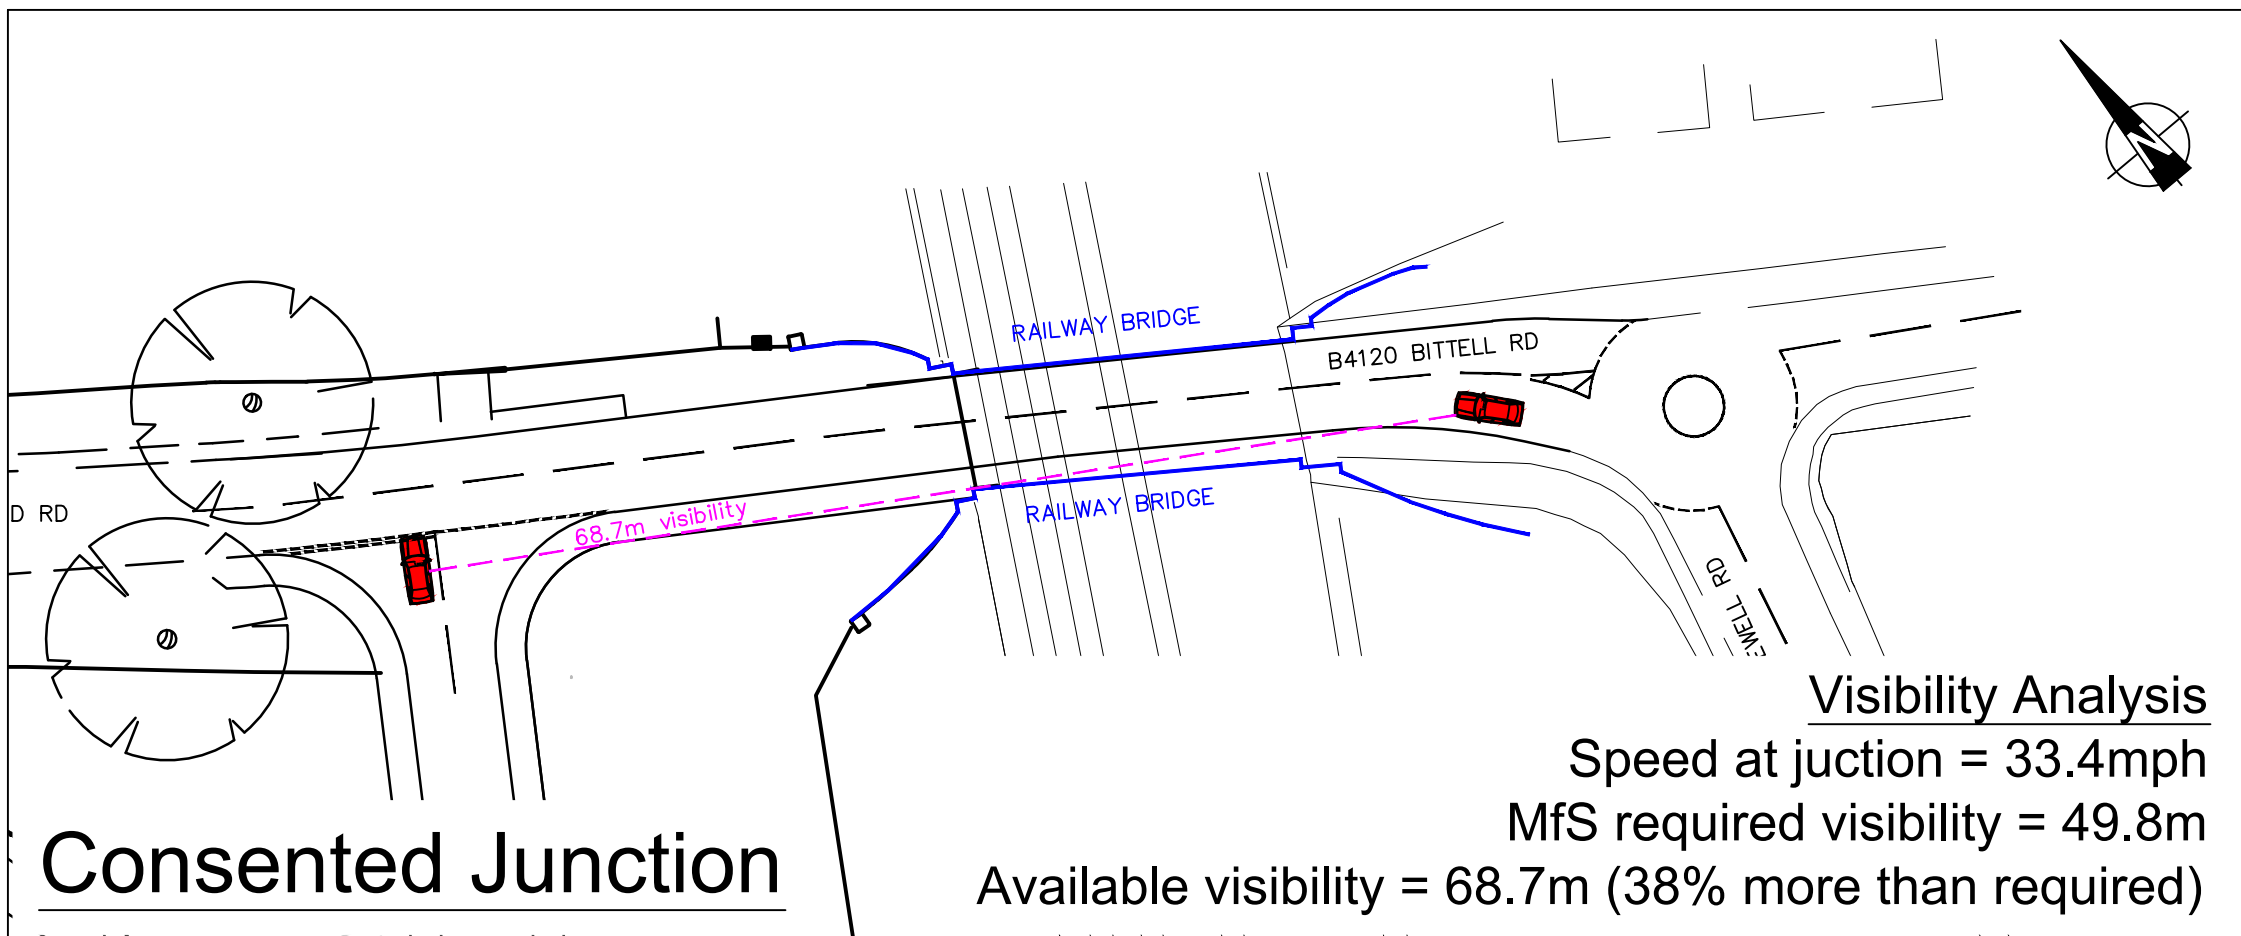 RAILWAY BRIDGE
B4120 BITTELL RD
D RD
68.7m visibility
RAILWAY BRIDGE
EWELL RD
Visibility Analysis
Speed at juction = 33.4mph
MfS required visibility = 49.8m
Consented Junction
Available visibility = 68.7m (38% more than required)